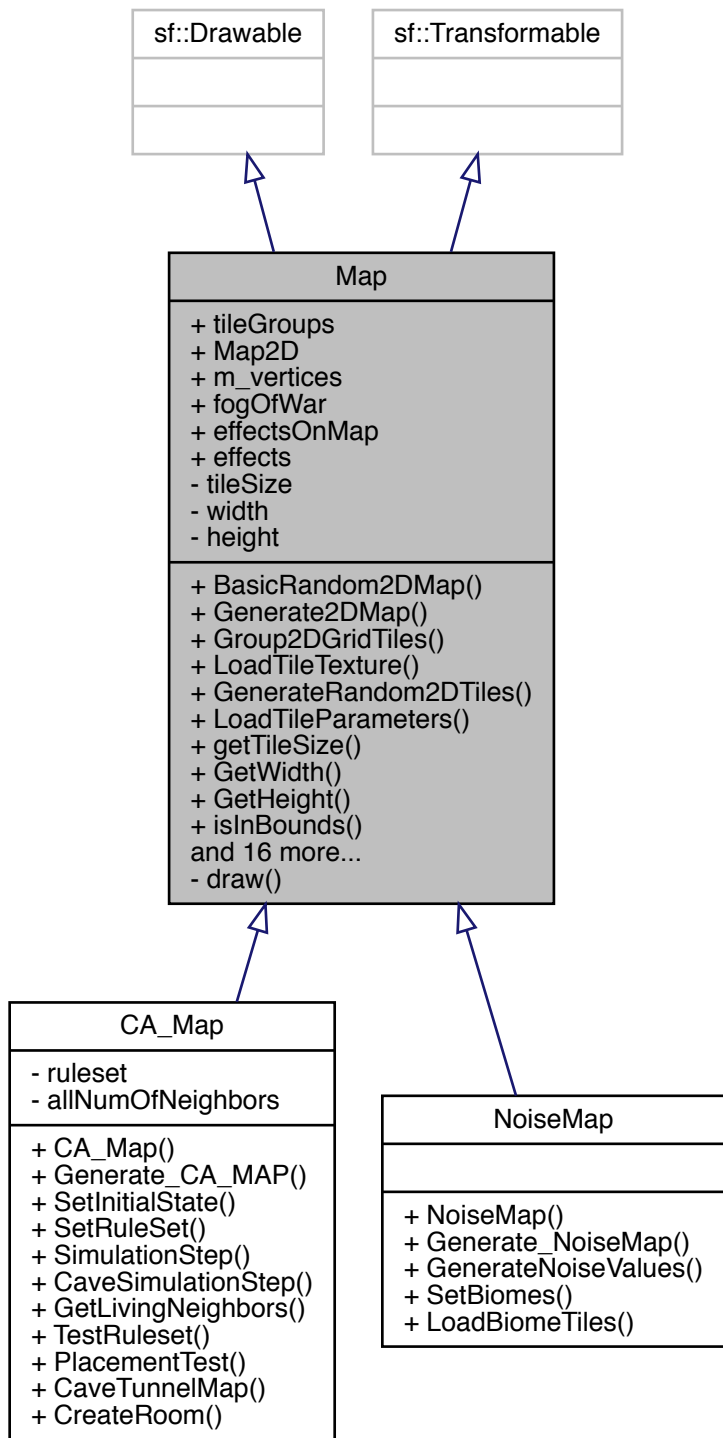 sf::Drawable
sf::Transformable
Map
+ tileGroups
+ Map2D
+ m_vertices
+ fogOfWar
+ effectsOnMap
+ effects
- tileSize
- width
- height
+ BasicRandom2DMap()
+ Generate2DMap()
+ Group2DGridTiles()
+ LoadTileTexture()
+ GenerateRandom2DTiles()
+ LoadTileParameters()
+ getTileSize()
+ GetWidth()
+ GetHeight()
+ isInBounds()
and 16 more...
- draw()
CA_Map
- ruleset
- allNumOfNeighbors
+ CA_Map()
+ Generate_CA_MAP()
+ SetInitialState()
+ SetRuleSet()
+ SimulationStep()
+ CaveSimulationStep()
+ GetLivingNeighbors()
+ TestRuleset()
+ PlacementTest()
+ CaveTunnelMap()
+ CreateRoom()
NoiseMap
+ NoiseMap()
+ Generate_NoiseMap()
+ GenerateNoiseValues()
+ SetBiomes()
+ LoadBiomeTiles()